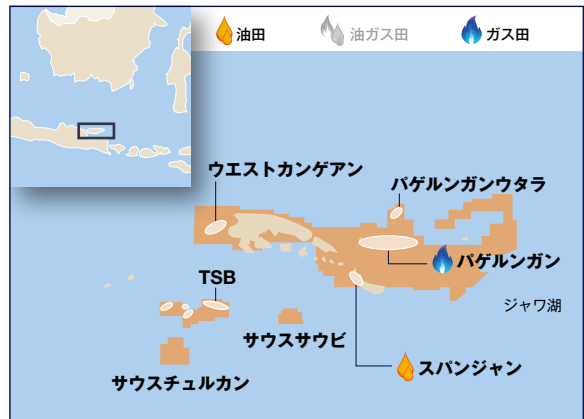 油田
油ガス田
ガス田
ウエストカンゲアン
パゲルンガンウタラ
パゲルンガン
TSB
ジャワ湖
サウスサウビ
サウスチュルカン
スパンジャン